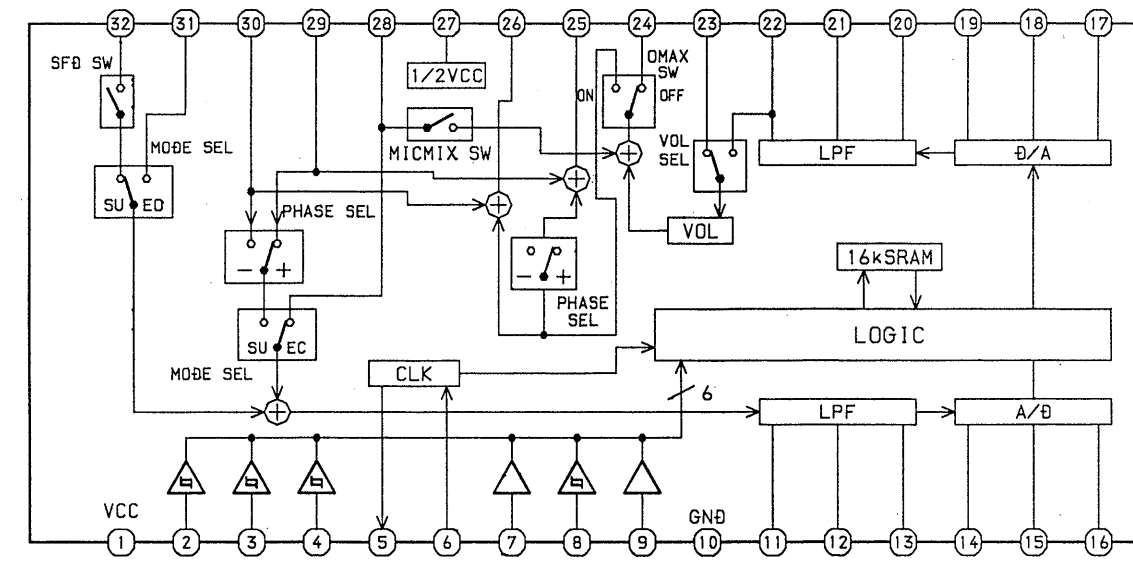 32 31 30 29 28 27 26 25 24 23 22 21 20 19 18 17
SFD SW
1/2VCC
OMAX
SW
ON
OFF
MODE SEL
MICMIX SW
VOL
SEL
LPF
D/A
SU EO
PHASE SEL
VOL
- +
- +
16kSRAM
PHASE
SEL
LOGIC
SU EC
MODE SEL
CLK
6
LPF
A/D
VCC
GND
1 2 3 4 5 6 7 8 9 10 11 12 13 14 15 16